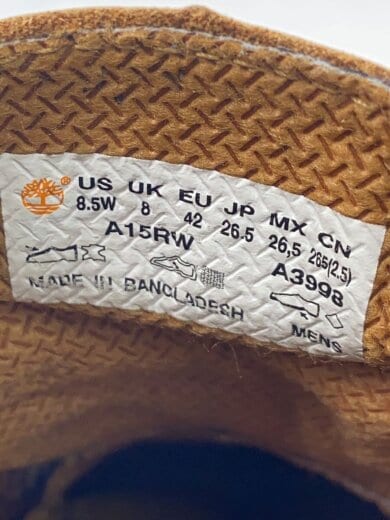 ® US UK EU JP MX CN
8.5W 8 42 26.5 26,5 265(2.5)
A15RW A3998
MADE IN BANGLADESH MENS